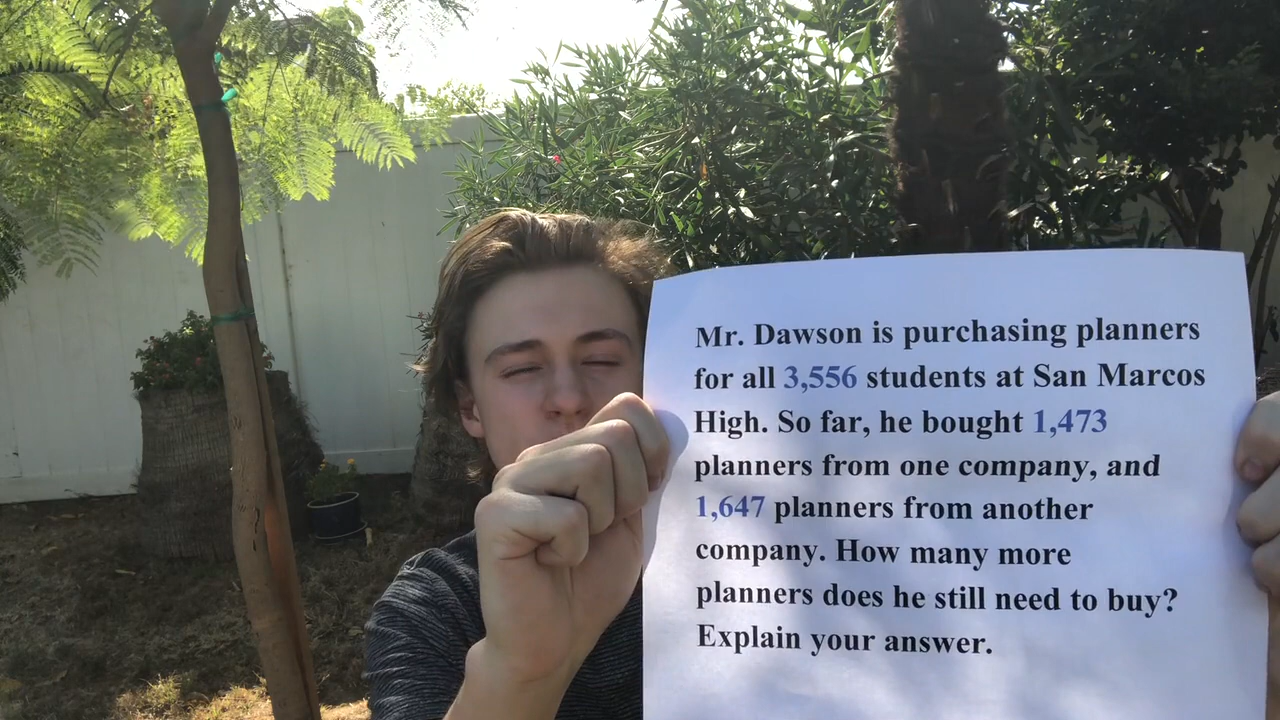 Mr. Dawson is purchasing planners
for all 3,556 students at San Marcos
High. So far, he bought 1,473
planners from one company, and
1,647 planners from another
company. How many more
planners does he still need to buy?
Explain your answer.